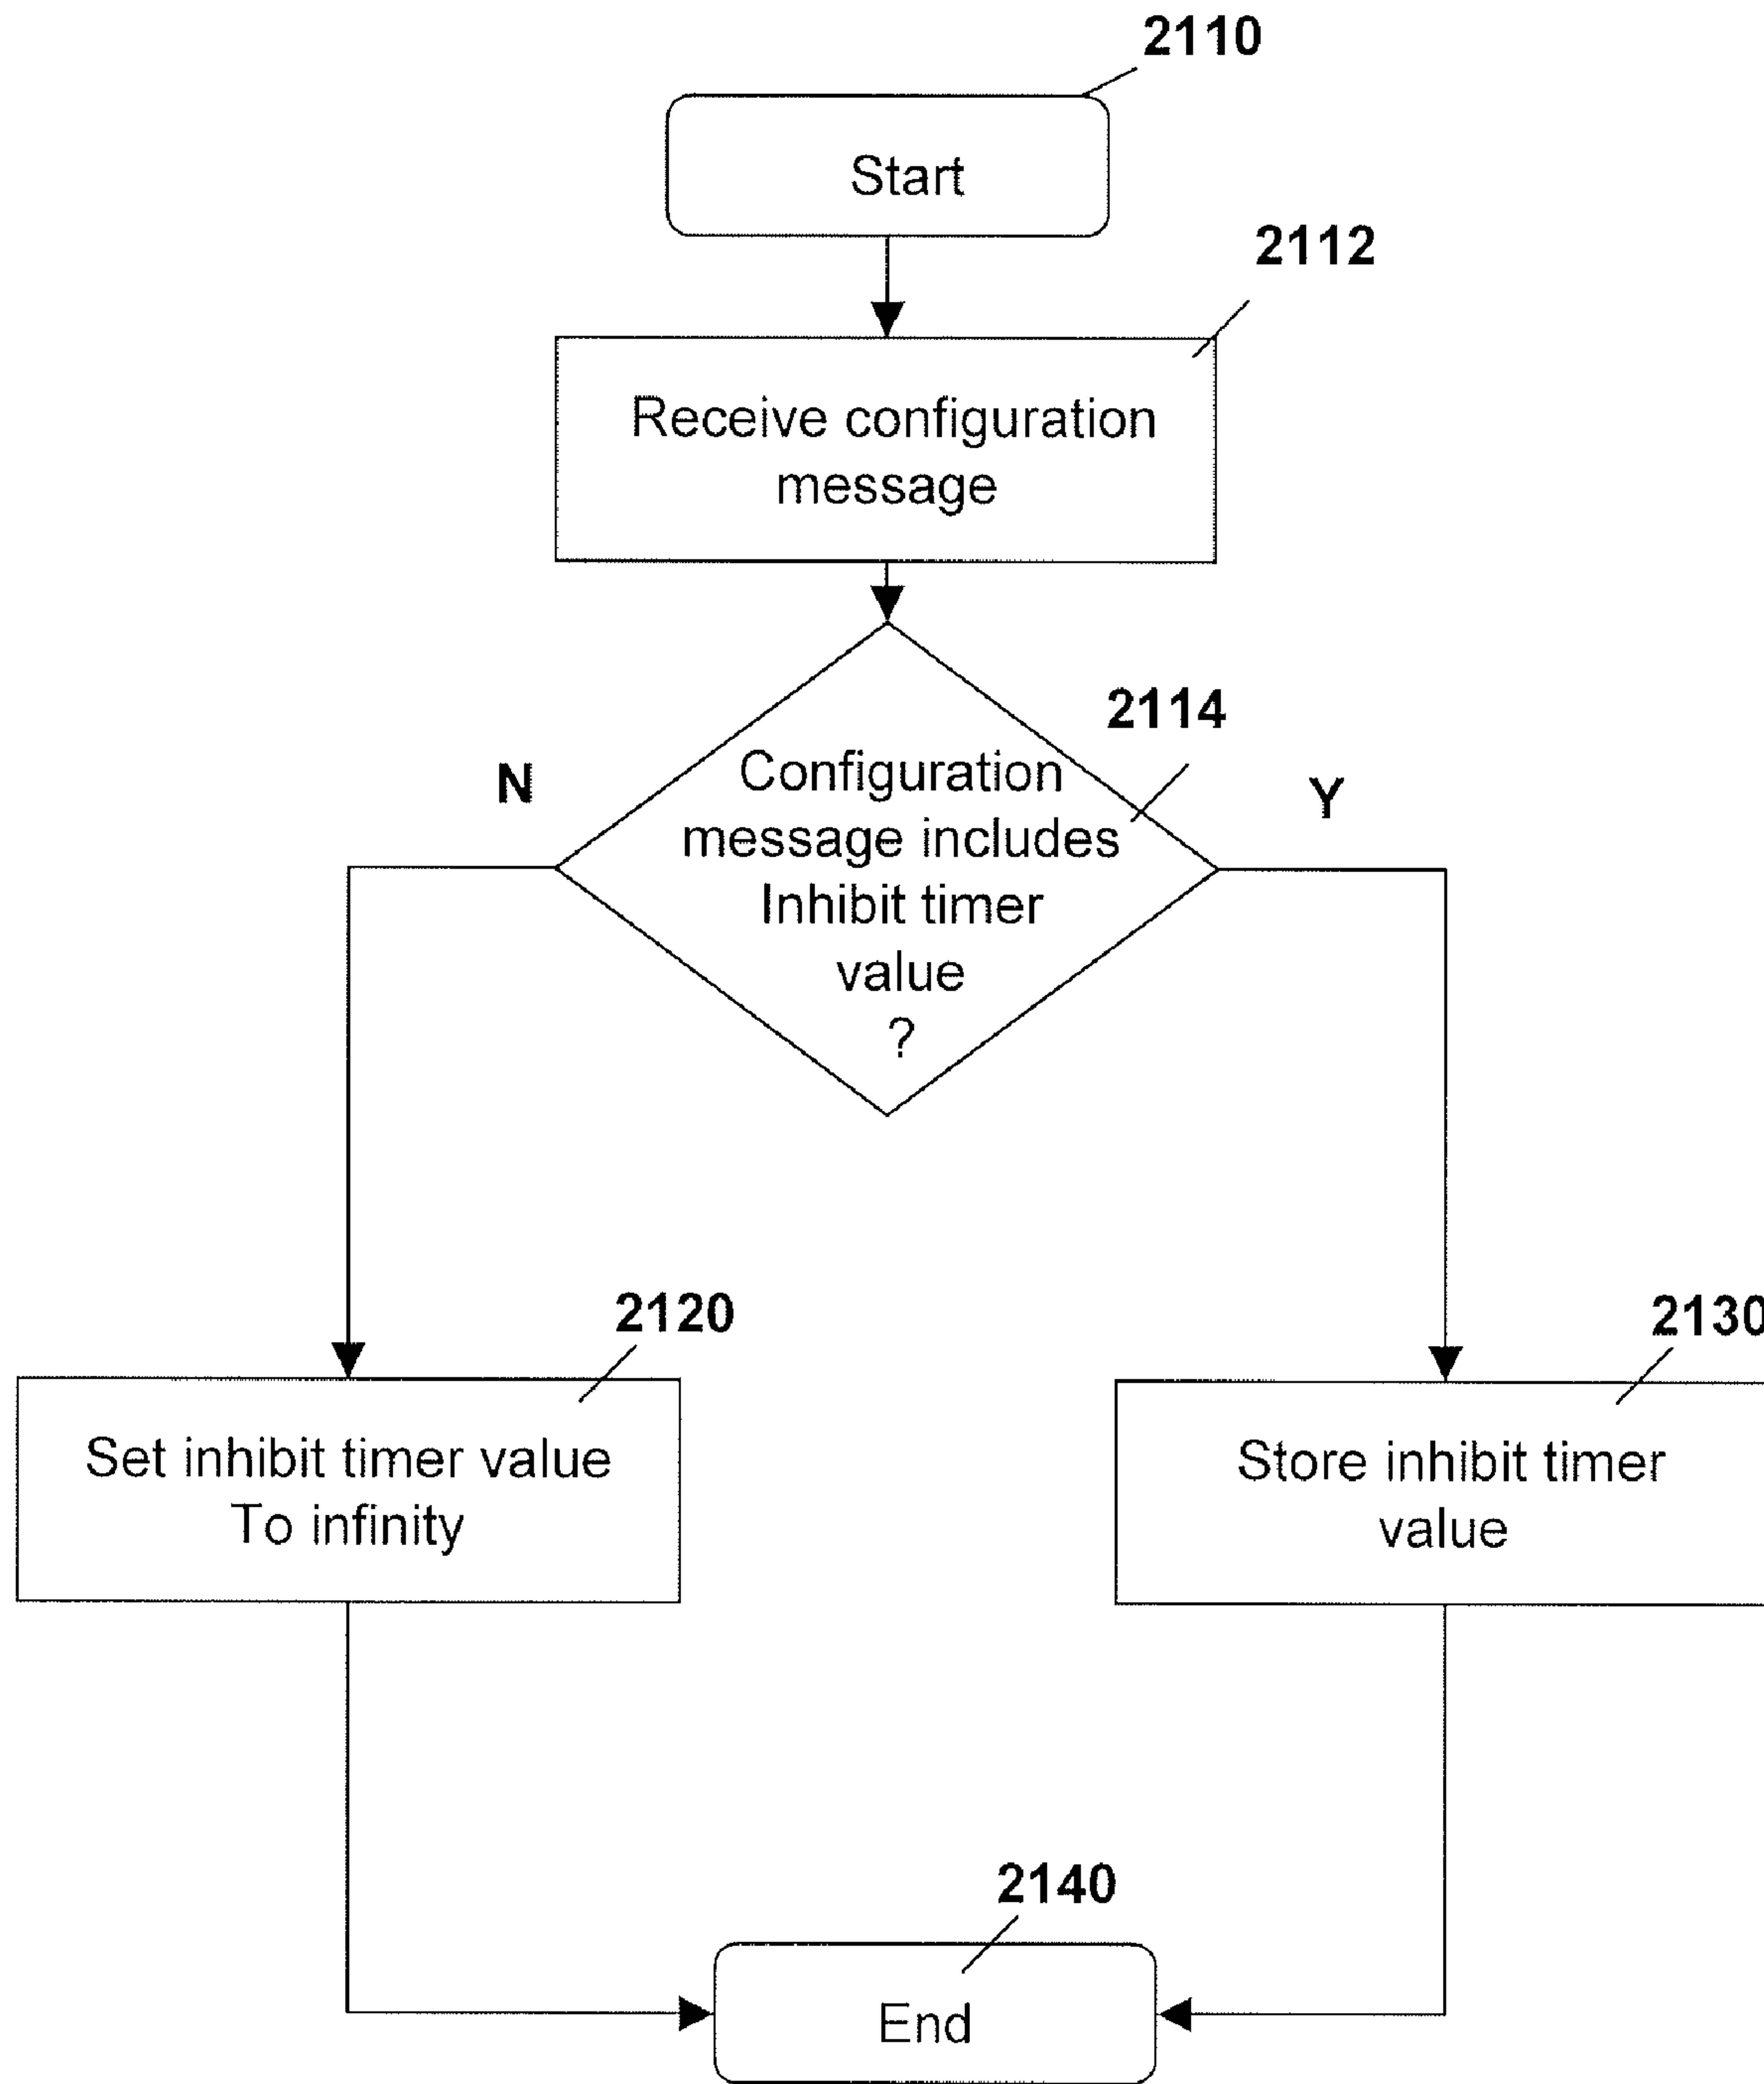 2110
Start
2112
Receive configuration
message
2114
N
Y
Configuration
message includes
Inhibit timer
value
?
2120
2130
Set inhibit timer value
To infinity
Store inhibit timer
value
2140
End